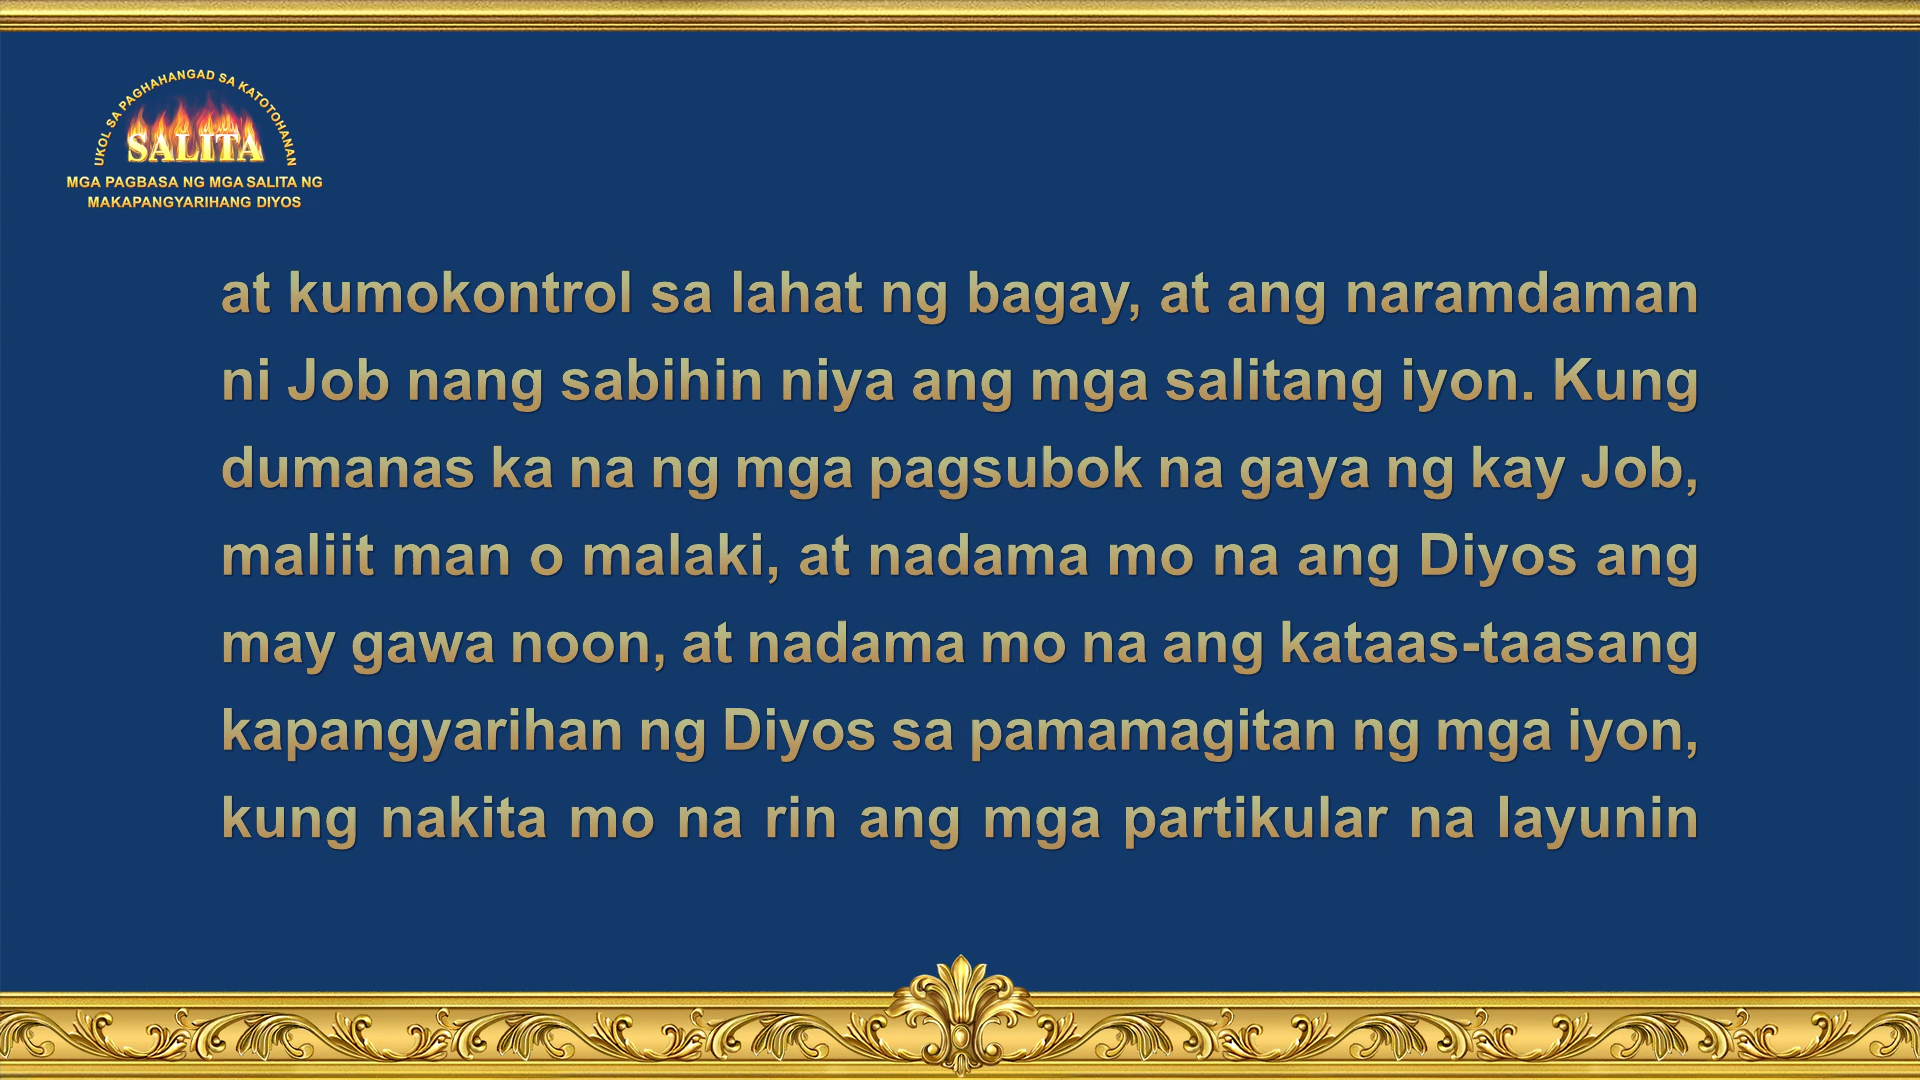 UKOL SA PAGHAHANGAD SA KATOTOHANAN
SALITA
MGA PAGBASA NG MGA SALITA NG
MAKAPANGYARIHANG DIYOS
at kumokontrol sa lahat ng bagay, at ang naramdaman
ni Job nang sabihin niya ang mga salitang iyon. Kung
dumanas ka na ng mga pagsubok na gaya ng kay Job,
maliit man o malaki, at nadama mo na ang Diyos ang
may gawa noon, at nadama mo na ang kataas-taasang
kapangyarihan ng Diyos sa pamamagitan ng mga iyon,
kung nakita mo na rin ang mga partikular na layunin